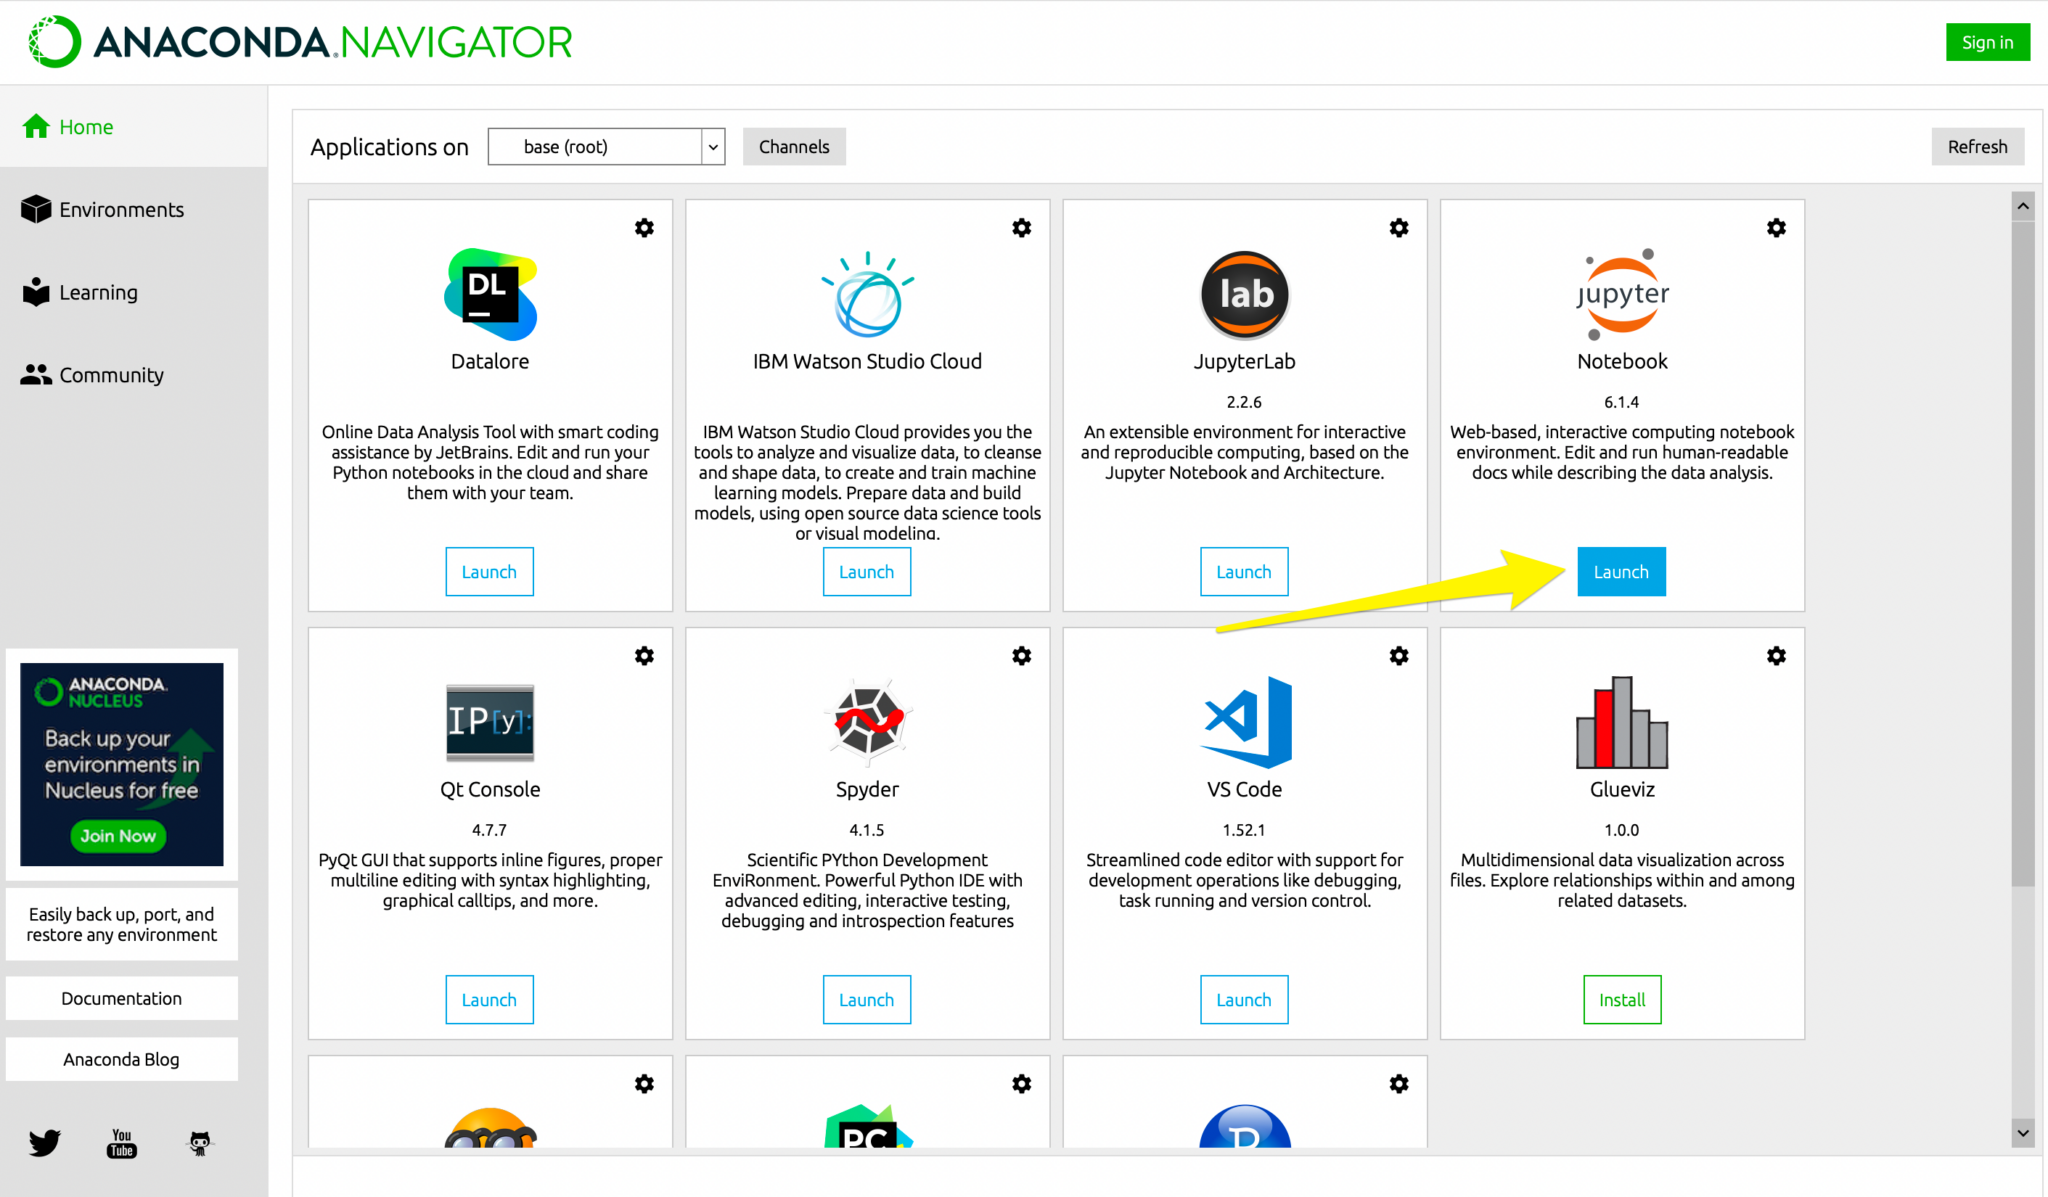 ANACONDA.NAVIGATOR
Sign in
Home
Environments
Learning
Community
ANACONDA.
NUCLEUS
Back up your
environments in
Nucleus for free
Join Now
Easily back up, port, and
restore any environment
Documentation
Anaconda Blog
You
Tube
Applications on
base (root)
Channels
Refresh
DL
Datalore
Online Data Analysis Tool with smart coding
assistance by JetBrains. Edit and run your
Python notebooks in the cloud and share
them with your team.
Launch
IBM Watson Studio Cloud
IBM Watson Studio Cloud provides you the
tools to analyze and visualize data, to cleanse
and shape data, to create and train machine
learning models. Prepare data and build
models, using open source data science tools
or visual modeling.
Launch
lab
JupyterLab
2.2.6
An extensible environment for interactive
and reproducible computing, based on the
Jupyter Notebook and Architecture.
Launch
jupyter
Notebook
6.1.4
Web-based, interactive computing notebook
environment. Edit and run human-readable
docs while describing the data analysis.
Launch
IP[y]:
Qt Console
4.7.7
PyQt GUI that supports inline figures, proper
multiline editing with syntax highlighting,
graphical calltips, and more.
Launch
Spyder
4.1.5
Scientific PYthon Development
EnviRonment. Powerful Python IDE with
advanced editing, interactive testing,
debugging and introspection features
Launch
VS Code
1.52.1
Streamlined code editor with support for
development operations like debugging,
task running and version control.
Launch
Glueviz
1.0.0
Multidimensional data visualization across
files. Explore relationships within and among
related datasets.
Install
PC
R